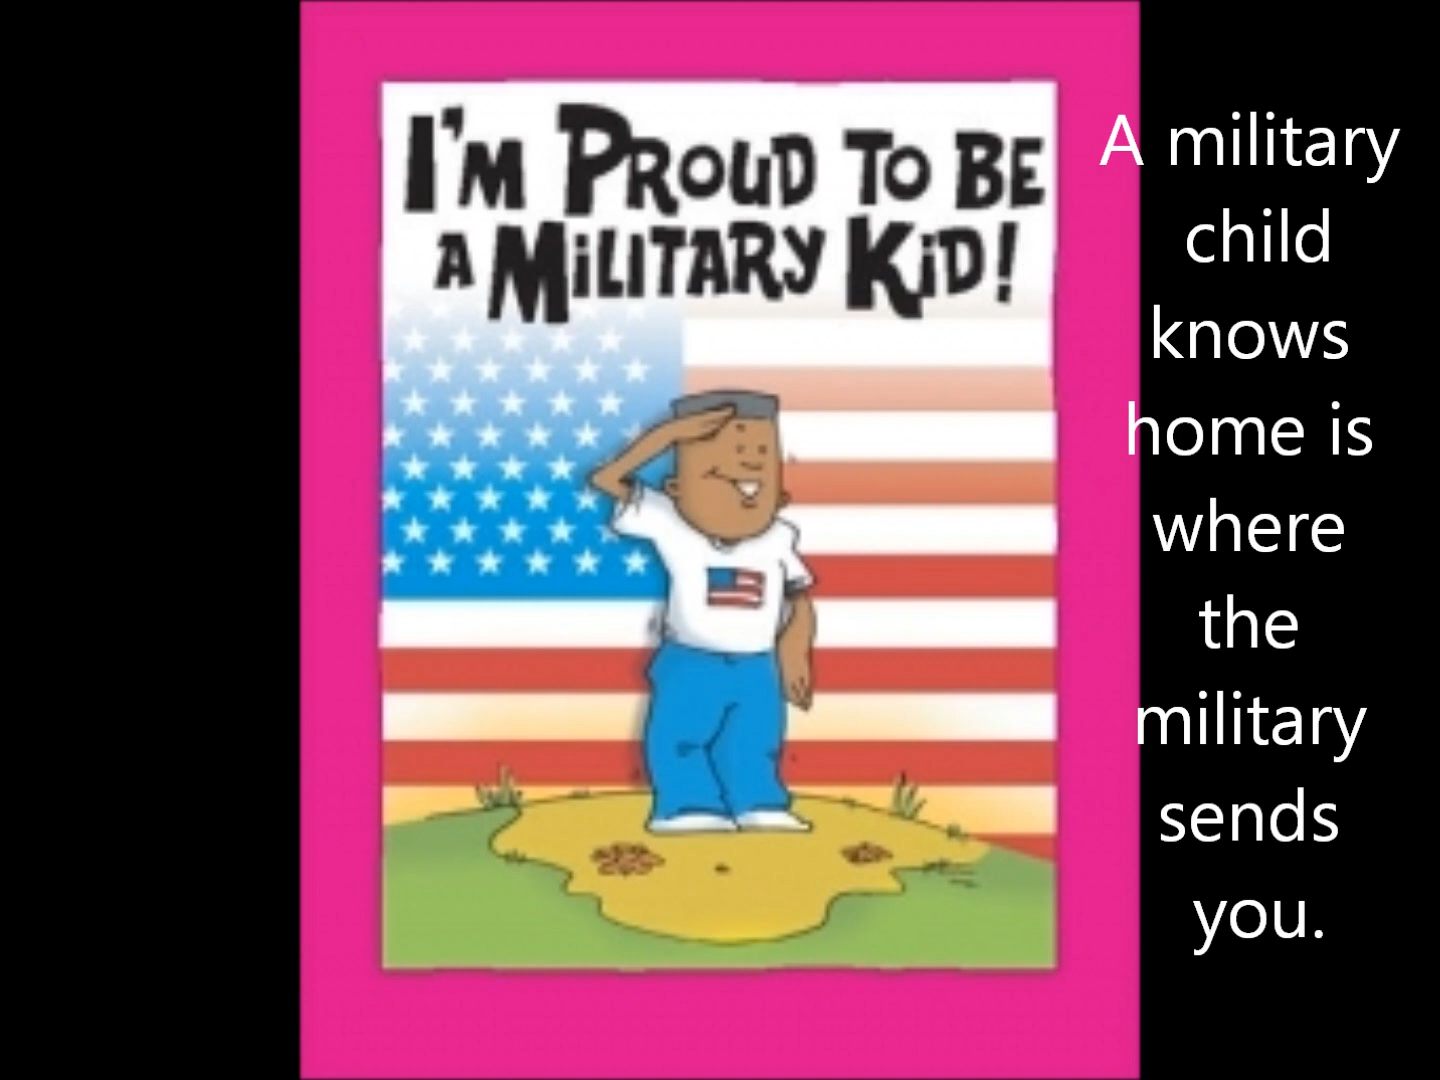 I'M PROUD TO BE
A MiLITARY KiD!
A military
child
knows
home is
where
the
military
sends
you.